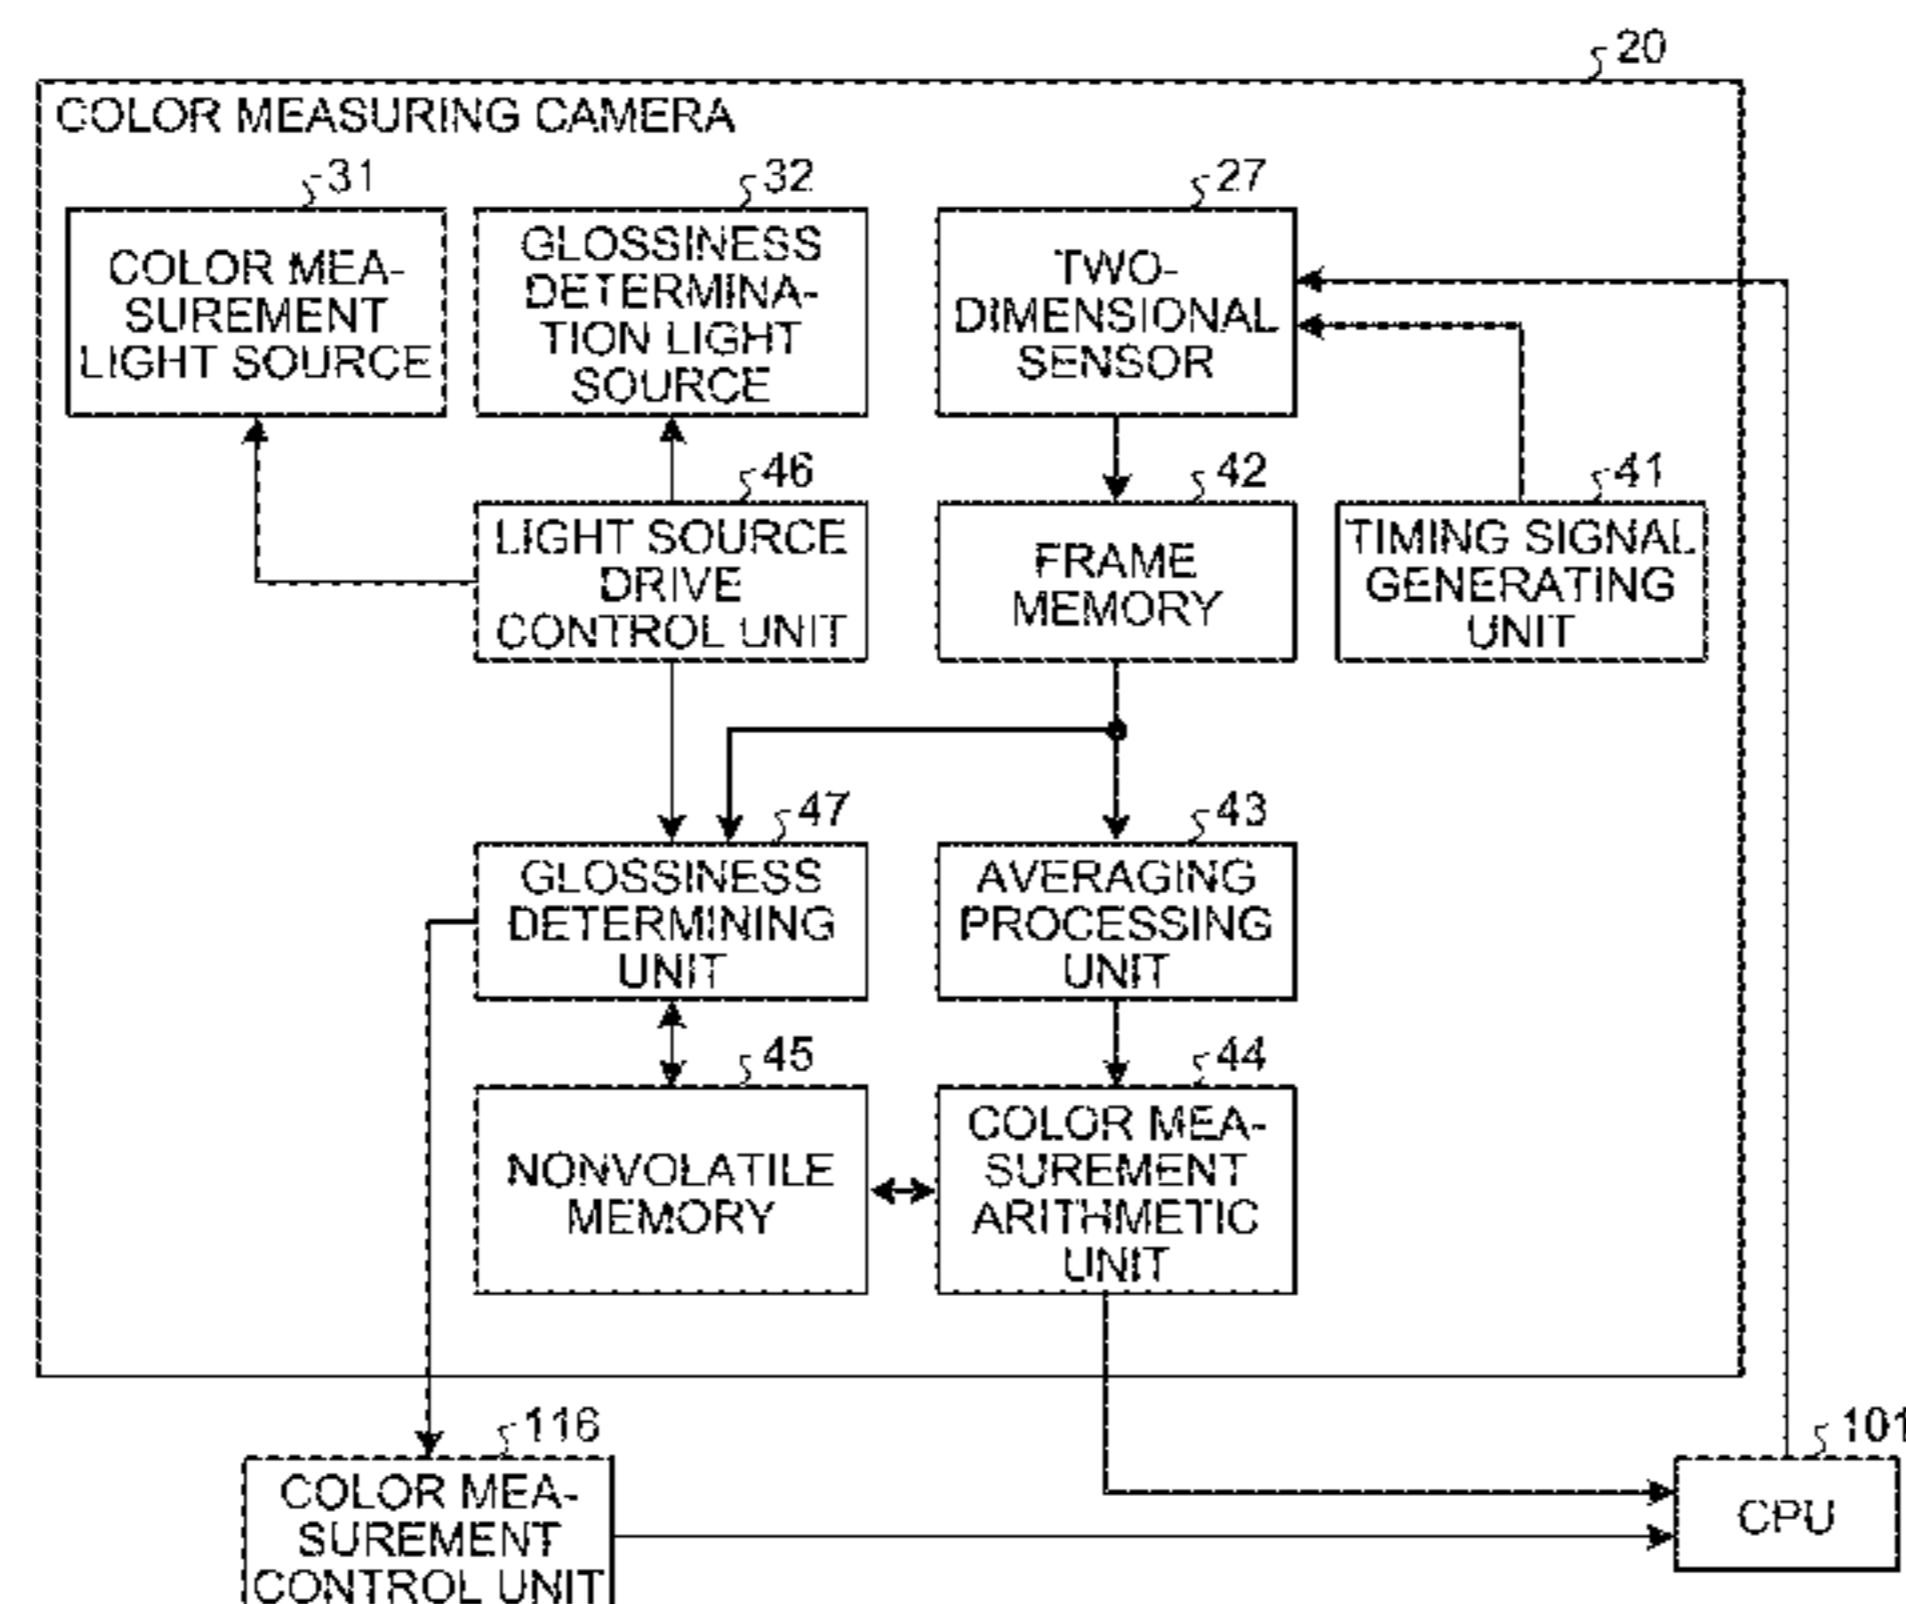 20
COLOR MEASURING CAMERA
31
COLOR MEA-
SUREMENT
LIGHT SOURCE
32
GLOSSINESS
DETERMINA-
TION LIGHT
SOURCE
27
TWO-
DIMENSIONAL
SENSOR
46
LIGHT SOURCE
DRIVE
CONTROL UNIT
42
FRAME
MEMORY
41
TIMING SIGNAL
GENERATING
UNIT
47
GLOSSINESS
DETERMINING
UNIT
43
AVERAGING
PROCESSING
UNIT
45
NONVOLATILE
MEMORY
44
COLOR MEA-
SUREMENT
ARITHMETIC
UNIT
116
COLOR MEA-
SUREMENT
CONTROL UNIT
101
CPU